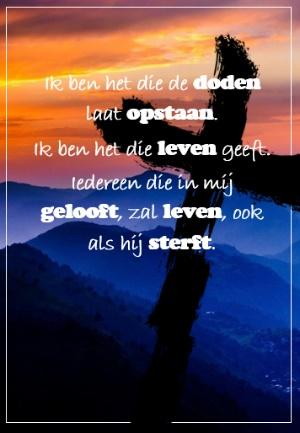 Ik ben het die de doden
laat opstaan.
Ik ben het die leven geeft.
Iedereen die in mij
gelooft, zal leven, ook
als hij sterft.